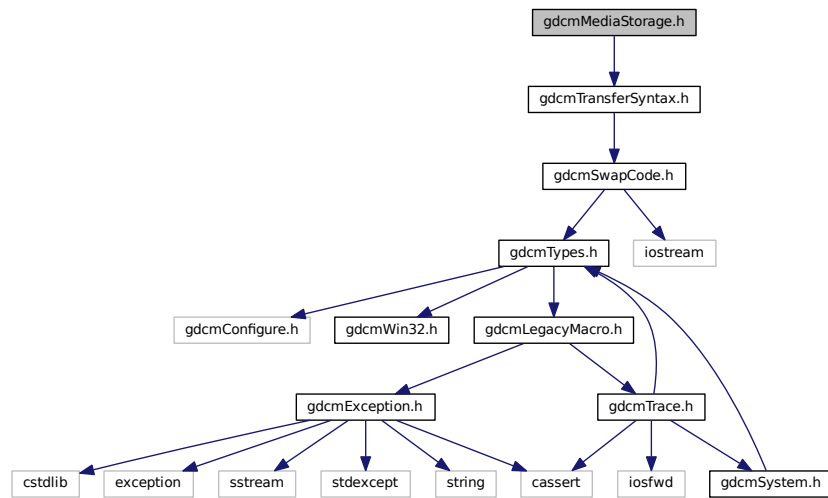 gdcmMediaStorage.h
gdcmTransferSyntax.h
gdcmSwapCode.h
gdcmTypes.h
iostream
gdcmConfigure.h
gdcmWin32.h
gdcmLegacyMacro.h
gdcmException.h
gdcmTrace.h
cstdlib
exception
sstream
stdexcept
string
cassert
iosfwd
gdcmSystem.h